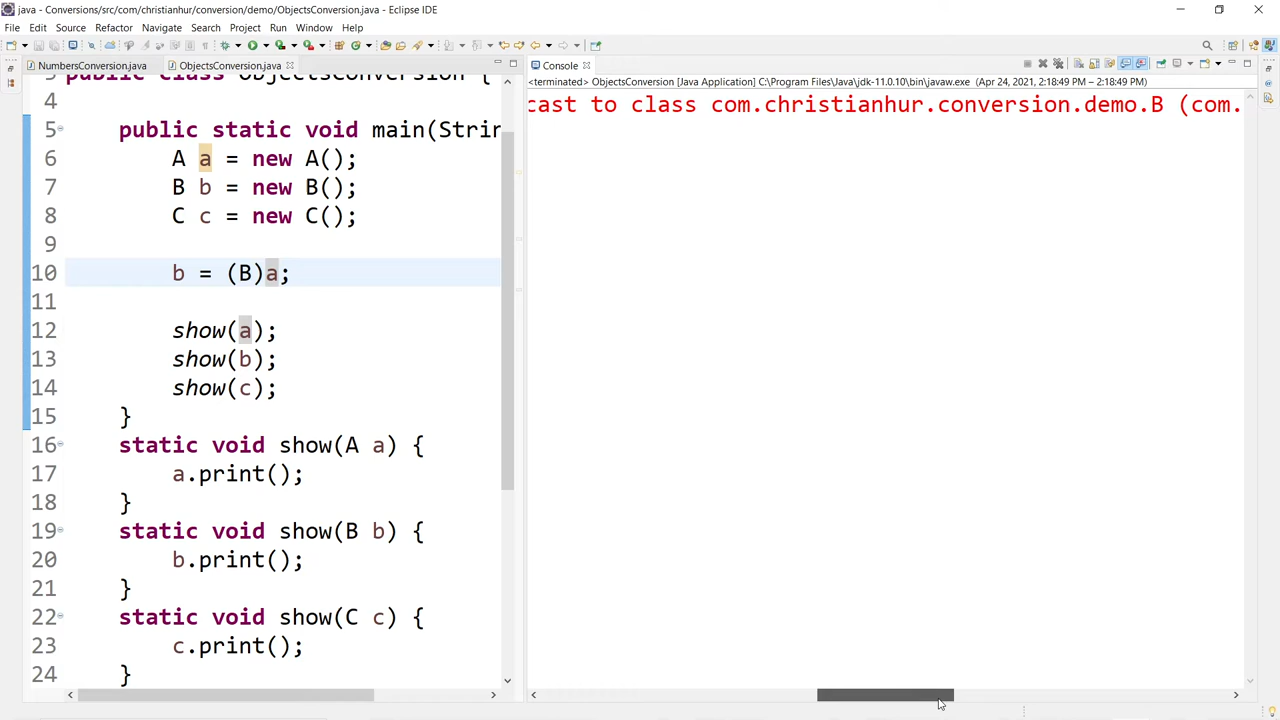 java - Conversions/src/com/christianhur/conversion/demo/ObjectsConversion.java - Eclipse IDE
File Edit Source Refactor Navigate Search Project Run Window Help
NumbersConversion.java ObjectsConversion.java
public class ObjectsConversion {
4
5 public static void main(Strin
6 A a = new A();
7 B b = new B();
8 C c = new C();
9
10 b = (B)a;
11
12 show(a);
13 show(b);
14 show(c);
15 }
16 static void show(A a) {
17 a.print();
18 }
19 static void show(B b) {
20 b.print();
21 }
22 static void show(C c) {
23 c.print();
24 }
Console
<terminated> ObjectsConversion [Java Application] C:\Program Files\Java\jdk-11.0.10\bin\javaw.exe (Apr 24, 2021, 2:18:49 PM – 2:18:49 PM)
cast to class com.christianhur.conversion.demo.B (com.